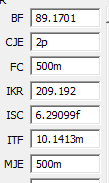 BF 89.1701
CJE 2p
FC 500m
IKR 209.192
ISC 6.29099f
ITF 10.1413m
MJE 500m